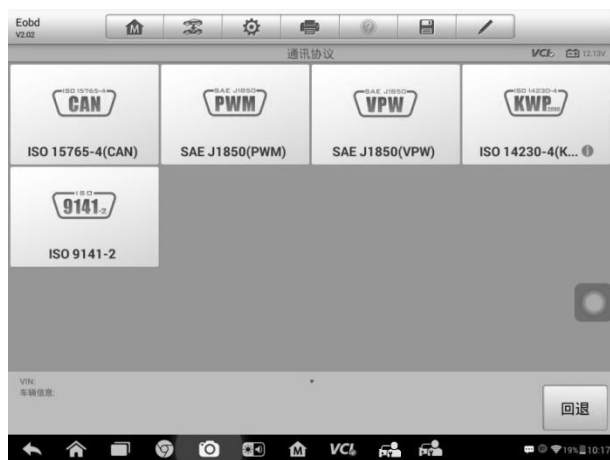 Eobd
V2.02
通讯协议
VCI
12.13V
ISO 15765-4
CAN
ISO 15765-4(CAN)
SAE J1850
PWM
SAE J1850(PWM)
SAE J1850
VPW
SAE J1850(VPW)
ISO 14230-4
KWP2000
ISO 14230-4(K...
ISO
9141-2
ISO 9141-2
VIN:
车辆信息:
回退
M
VCI
19%
10:17